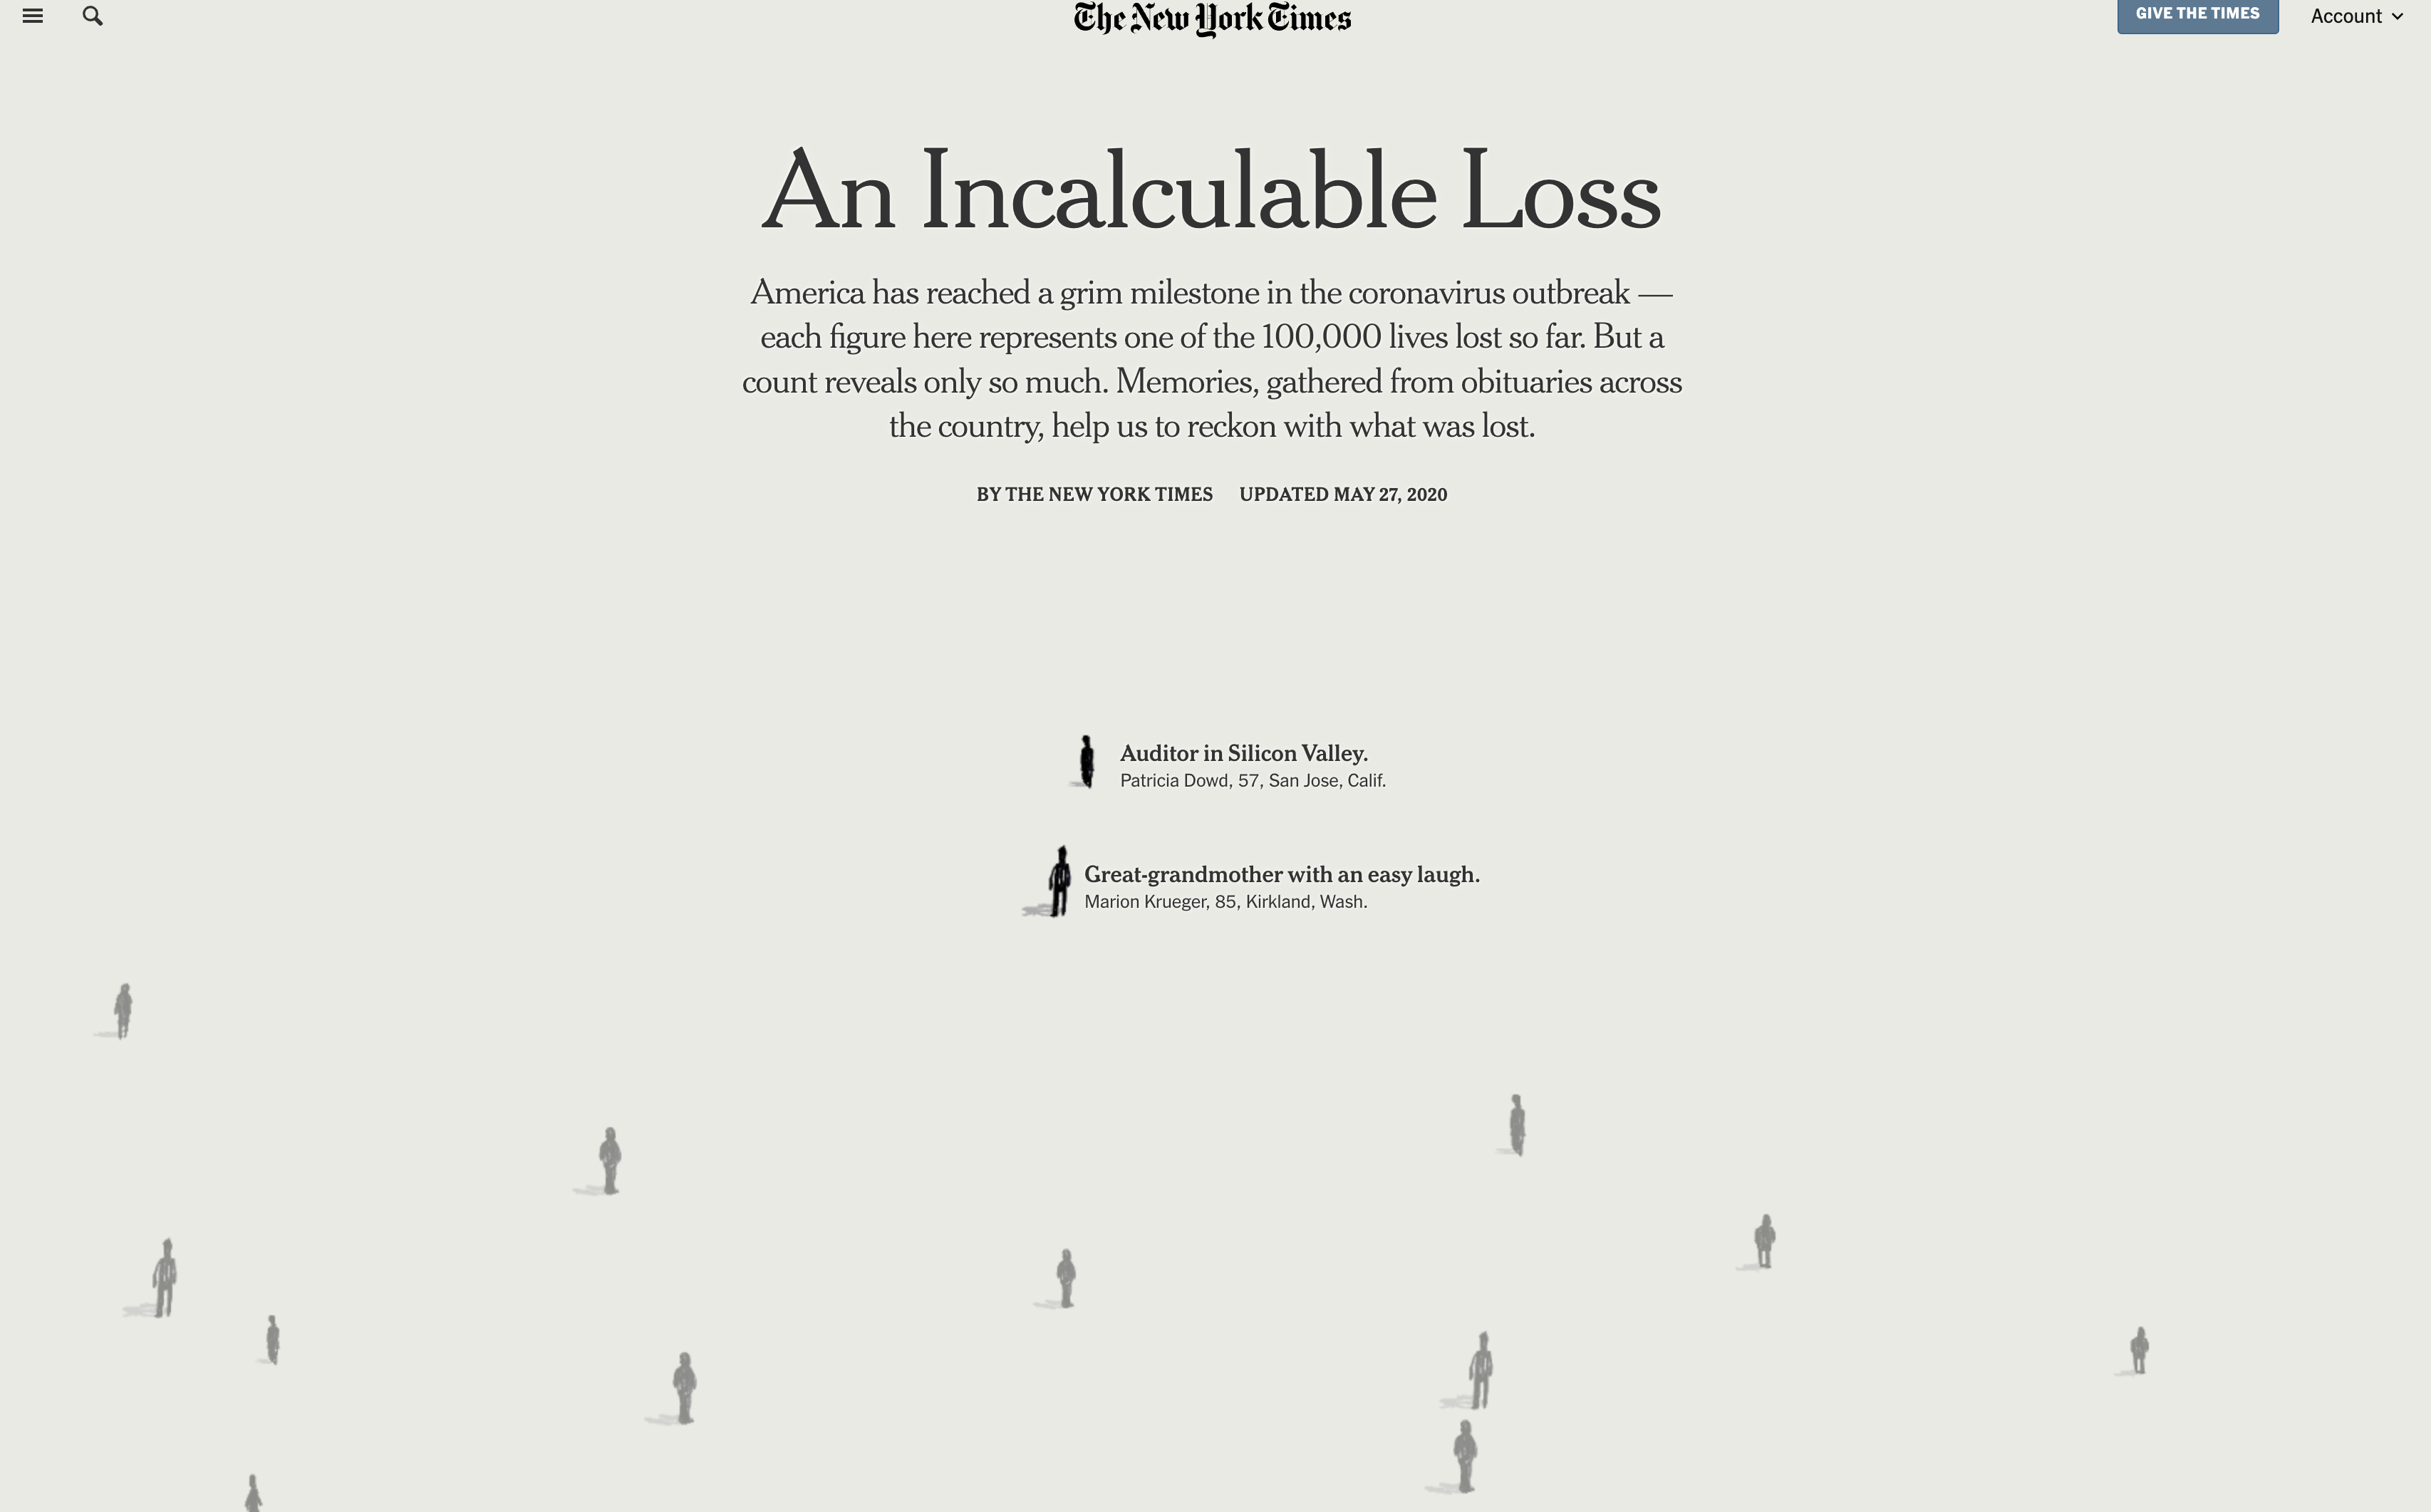 The New York Times
GIVE THE TIMES
Account
An Incalculable Loss
America has reached a grim milestone in the coronavirus outbreak —
each figure here represents one of the 100,000 lives lost so far. But a
count reveals only so much. Memories, gathered from obituaries across
the country, help us to reckon with what was lost.
BY THE NEW YORK TIMES UPDATED MAY 27, 2020
Auditor in Silicon Valley.
Patricia Dowd, 57, San Jose, Calif.
Great-grandmother with an easy laugh.
Marion Krueger, 85, Kirkland, Wash.